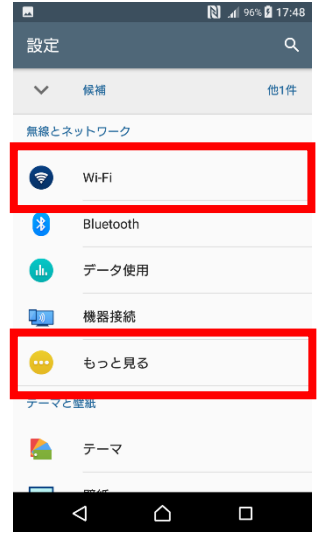 96% 17:48
設定
候補 他1件
無線とネットワーク
Wi-Fi
Bluetooth
データ使用
機器接続
もっと見る
テーマと壁紙
テーマ